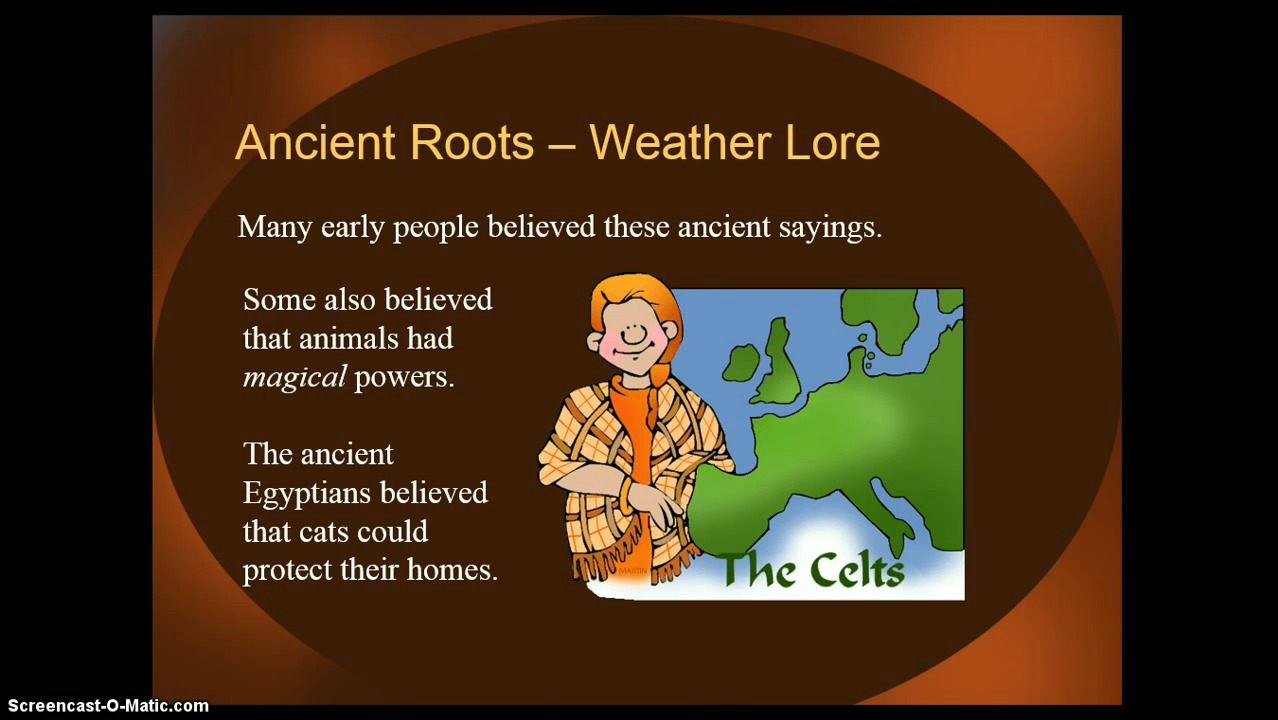 Ancient Roots – Weather Lore
Many early people believed these ancient sayings.
Some also believed
that animals had
magical powers.
The ancient
Egyptians believed
that cats could
protect their homes.
MARTIN
The Celts
Screencast-O-Matic.com